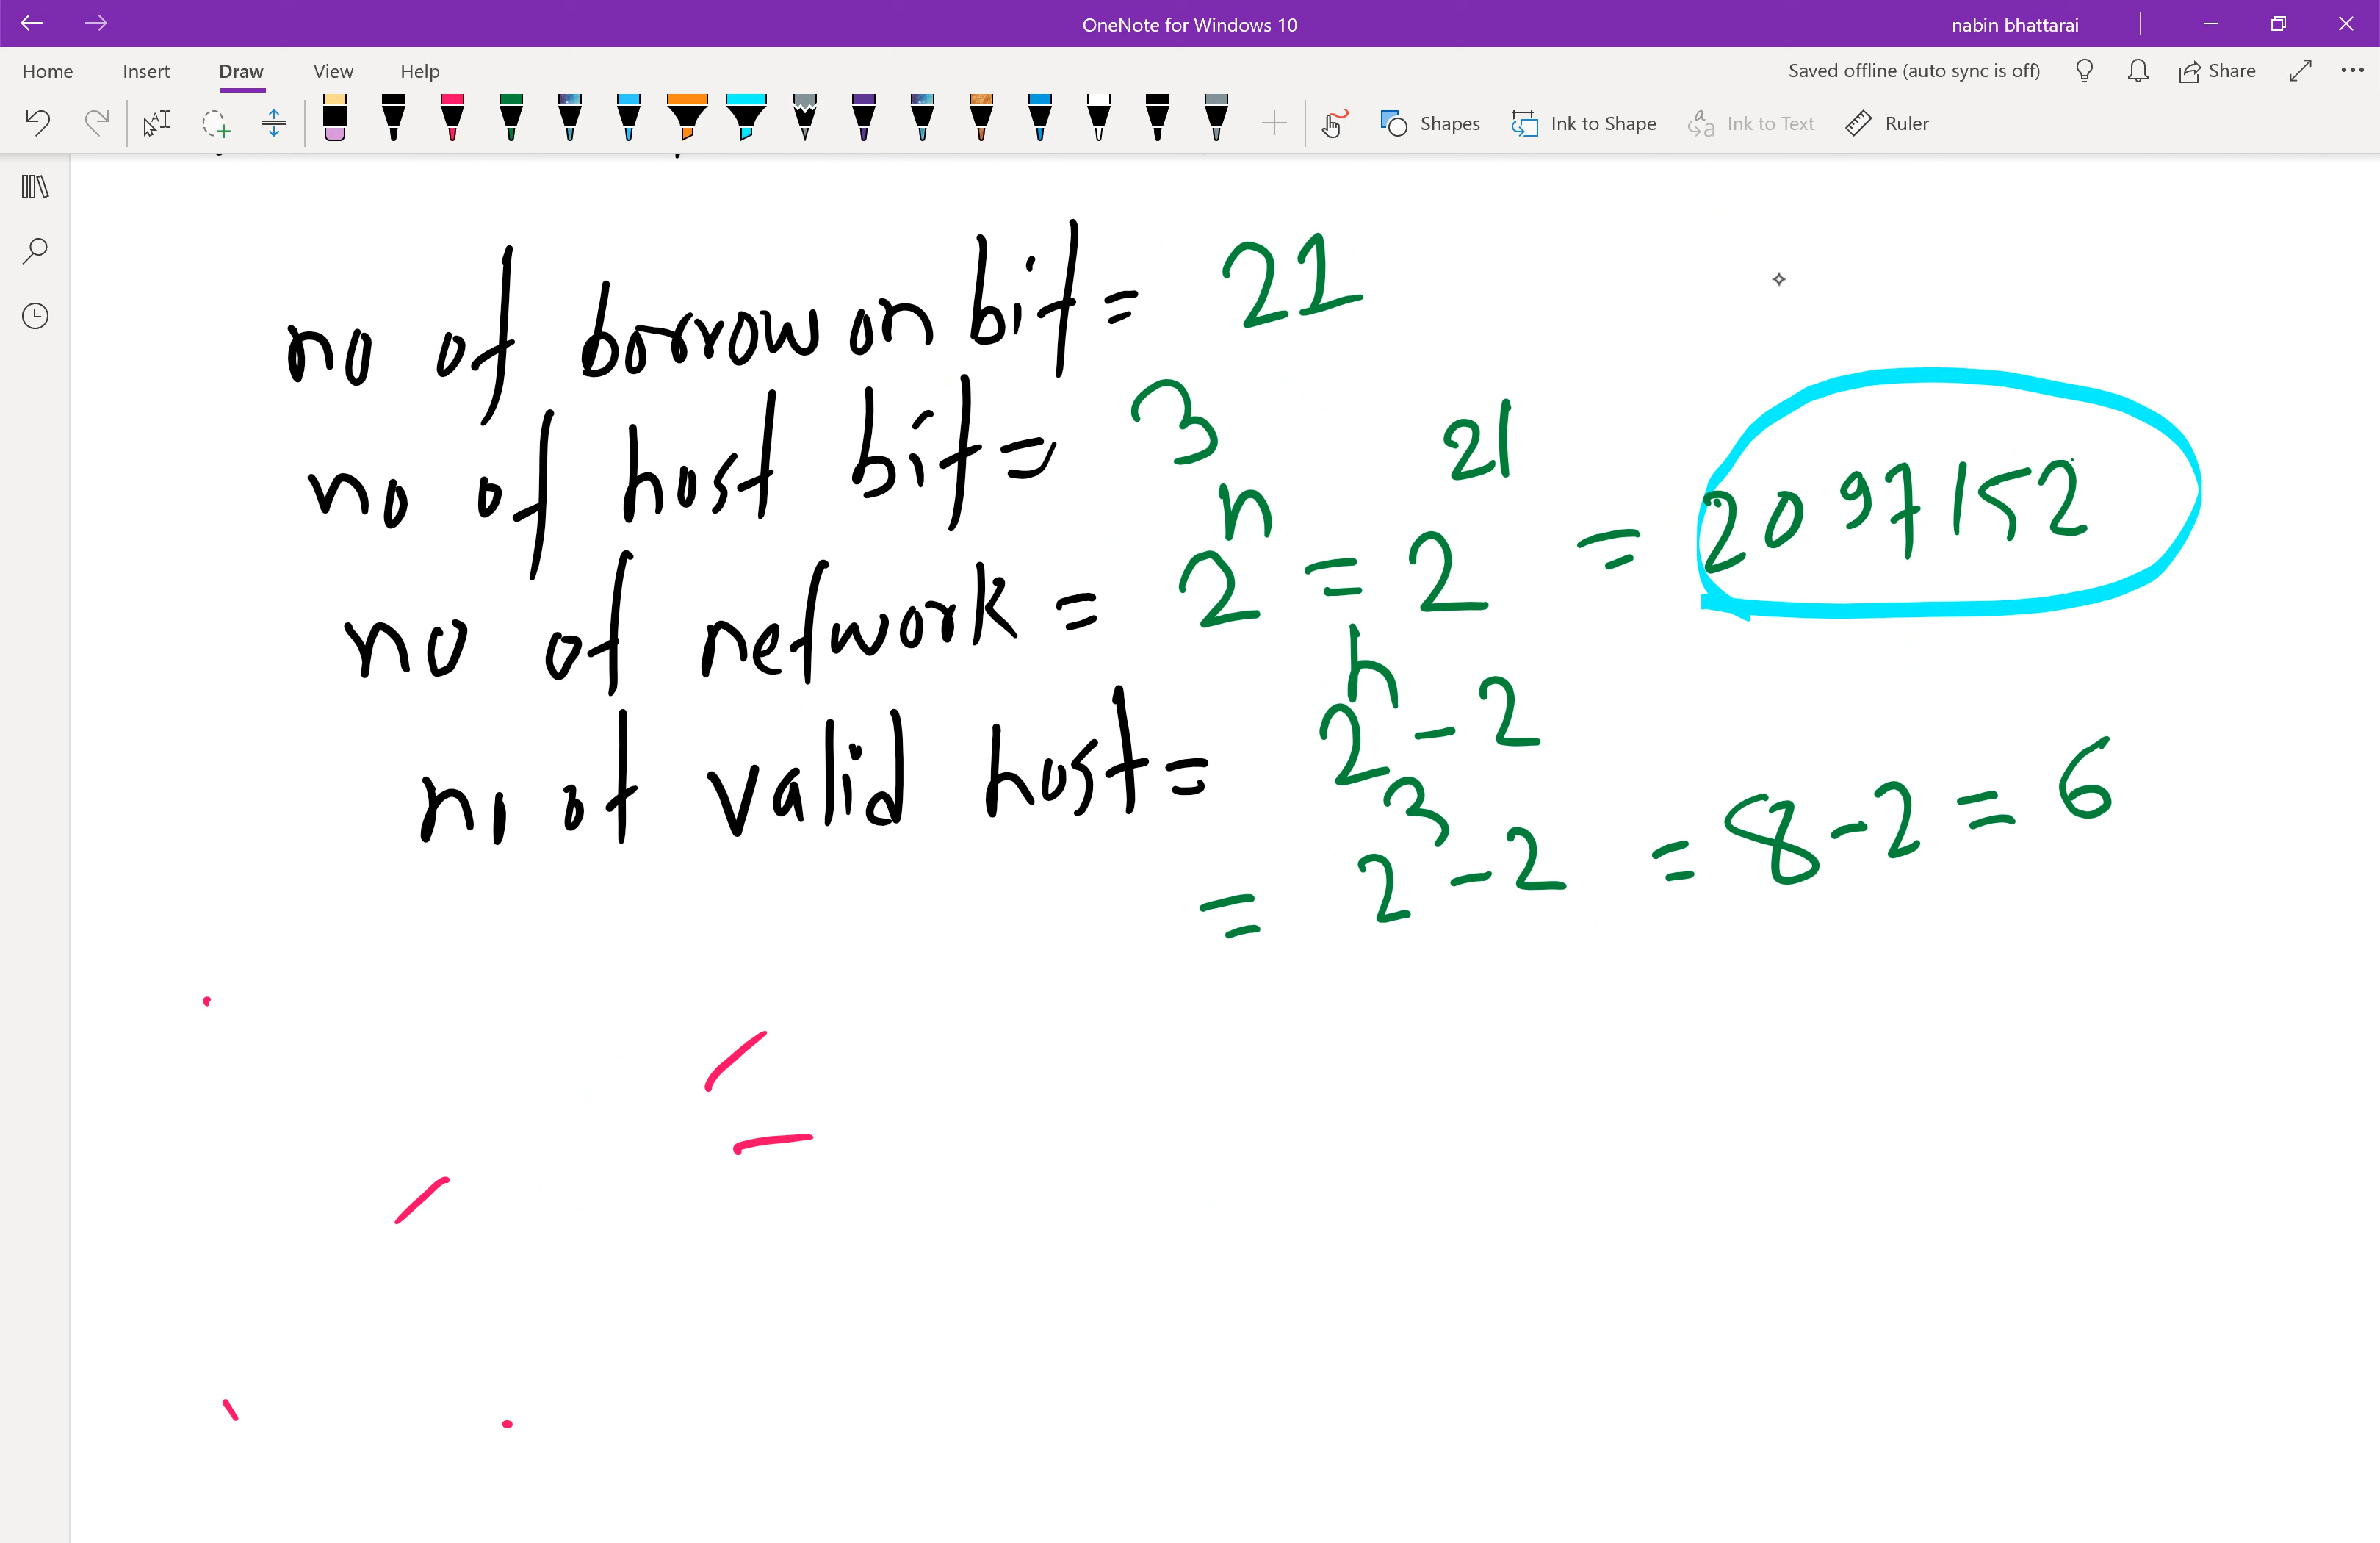 OneNote for Windows 10
nabin bhattarai
Home Insert Draw View Help
Saved offline (auto sync is off)
Share
Shapes Ink to Shape Ink to Text Ruler
no of borrow on bit = 21
no of host bit = 3
no of network = 2^n = 2^21 = 2097152
no of valid host = 2^h - 2
= 2^3 - 2 = 8 - 2 = 6